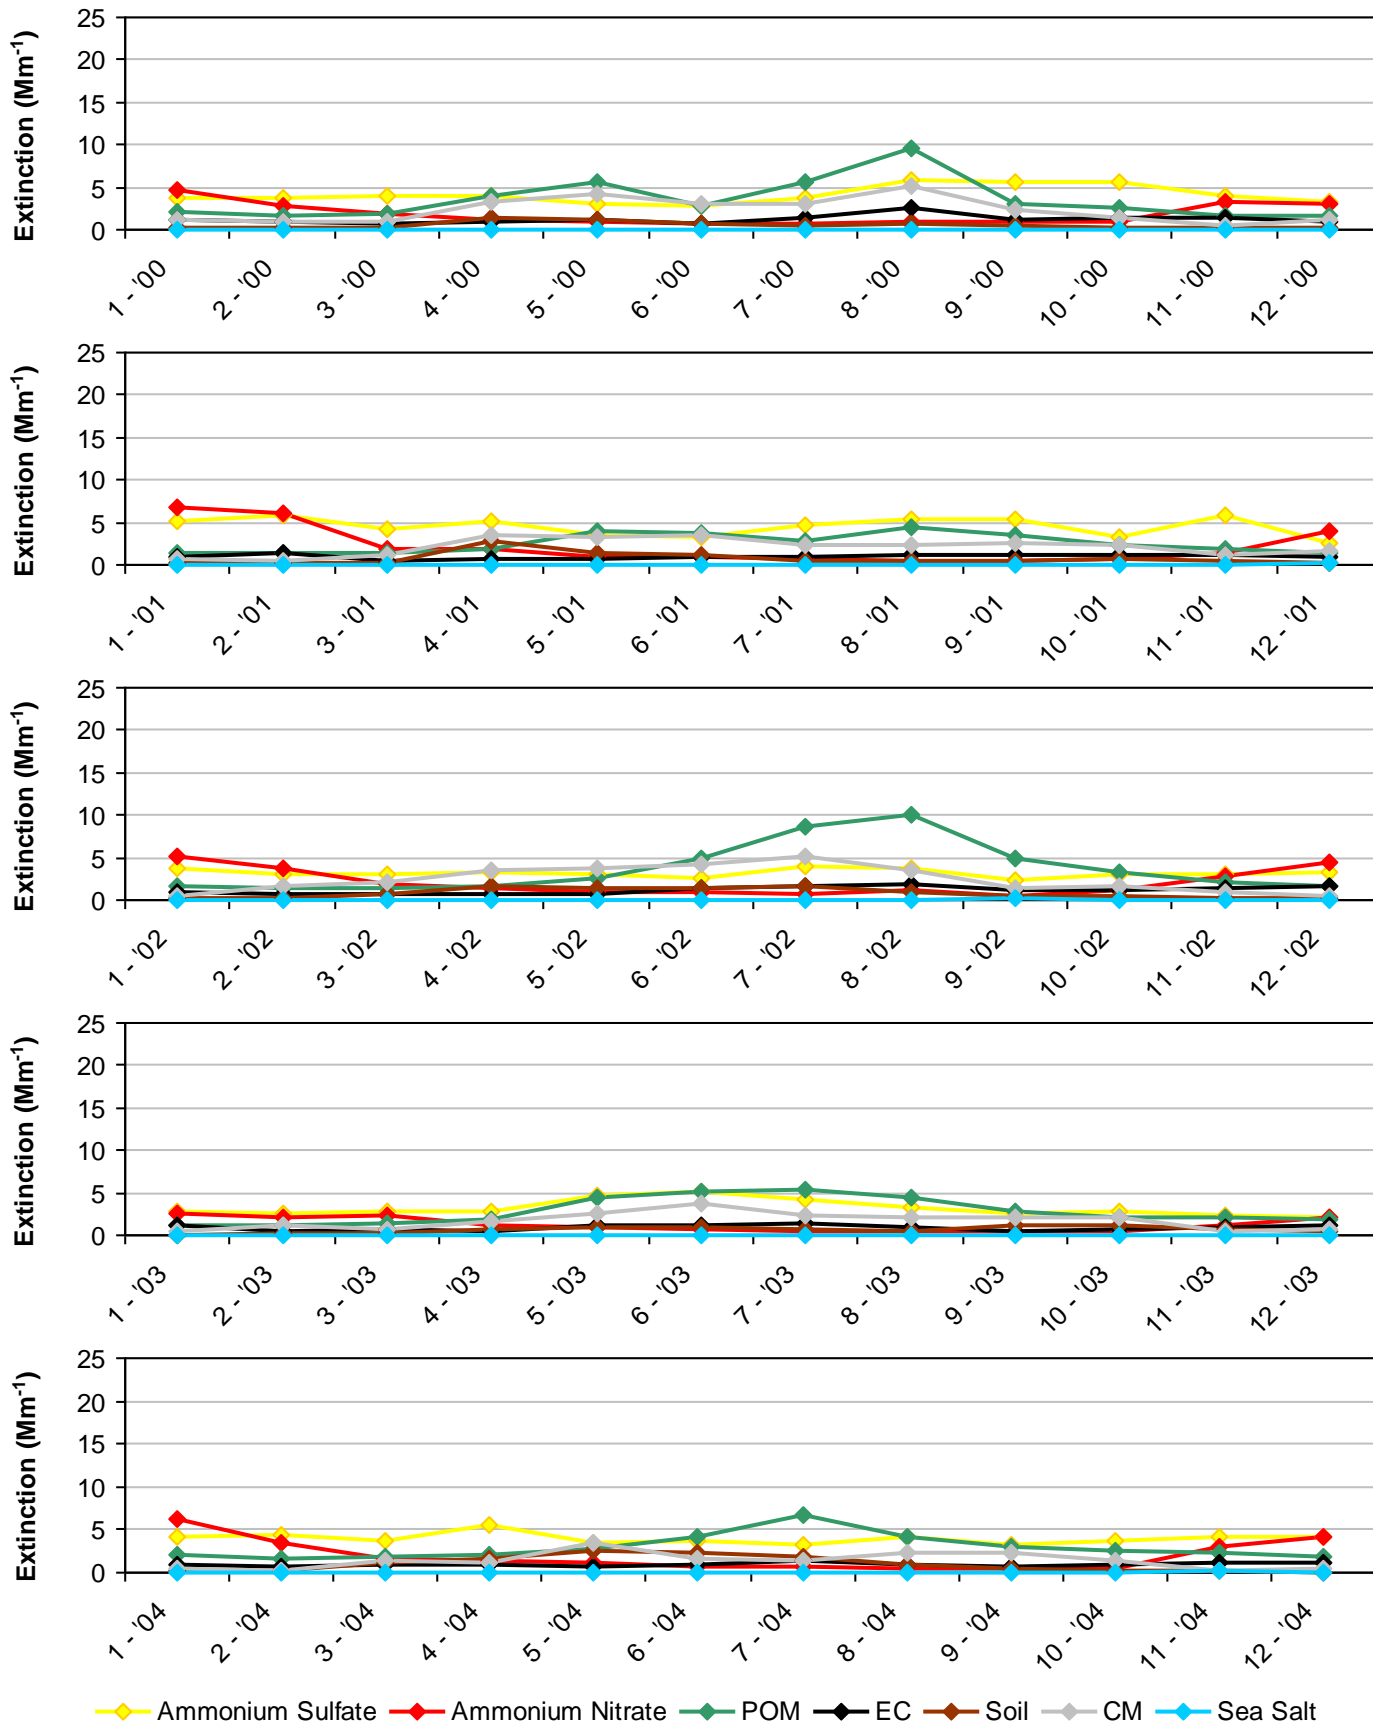 Extinction (Mm-1)
25
20
15
10
5
0
1 - '00 2 - '00 3 - '00 4 - '00 5 - '00 6 - '00 7 - '00 8 - '00 9 - '00 10 - '00 11 - '00 12 - '00
Extinction (Mm-1)
25
20
15
10
5
0
1 - '01 2 - '01 3 - '01 4 - '01 5 - '01 6 - '01 7 - '01 8 - '01 9 - '01 10 - '01 11 - '01 12 - '01
Extinction (Mm-1)
25
20
15
10
5
0
1 - '02 2 - '02 3 - '02 4 - '02 5 - '02 6 - '02 7 - '02 8 - '02 9 - '02 10 - '02 11 - '02 12 - '02
Extinction (Mm-1)
25
20
15
10
5
0
1 - '03 2 - '03 3 - '03 4 - '03 5 - '03 6 - '03 7 - '03 8 - '03 9 - '03 10 - '03 11 - '03 12 - '03
Extinction (Mm-1)
25
20
15
10
5
0
1 - '04 2 - '04 3 - '04 4 - '04 5 - '04 6 - '04 7 - '04 8 - '04 9 - '04 10 - '04 11 - '04 12 - '04
Ammonium Sulfate Ammonium Nitrate POM EC Soil CM Sea Salt